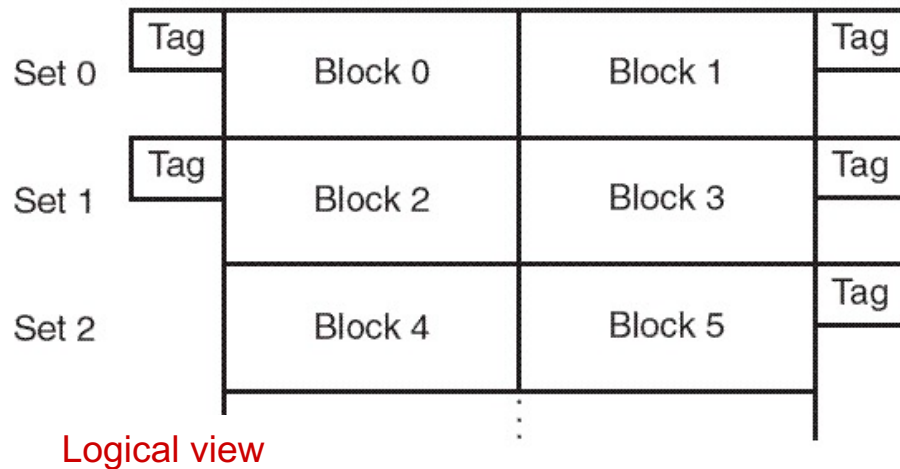 Tag Tag
Set 0 Block 0 Block 1
Tag Tag
Set 1 Block 2 Block 3
Tag
Set 2 Block 4 Block 5
Logical view